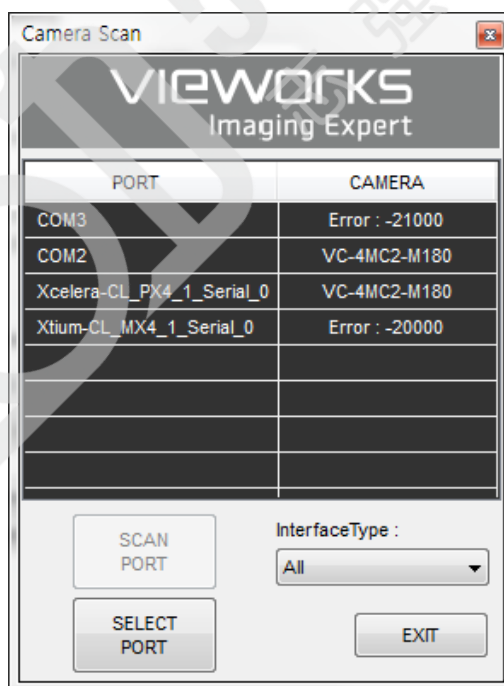 Camera Scan
VIEWORKS
Imaging Expert
PORT CAMERA
COM3 Error : -21000
COM2 VC-4MC2-M180
Xcelera-CL_PX4_1_Serial_0 VC-4MC2-M180
Xtium-CL_MX4_1_Serial_0 Error : -20000
SCAN
PORT
InterfaceType :
All
SELECT
PORT
EXIT